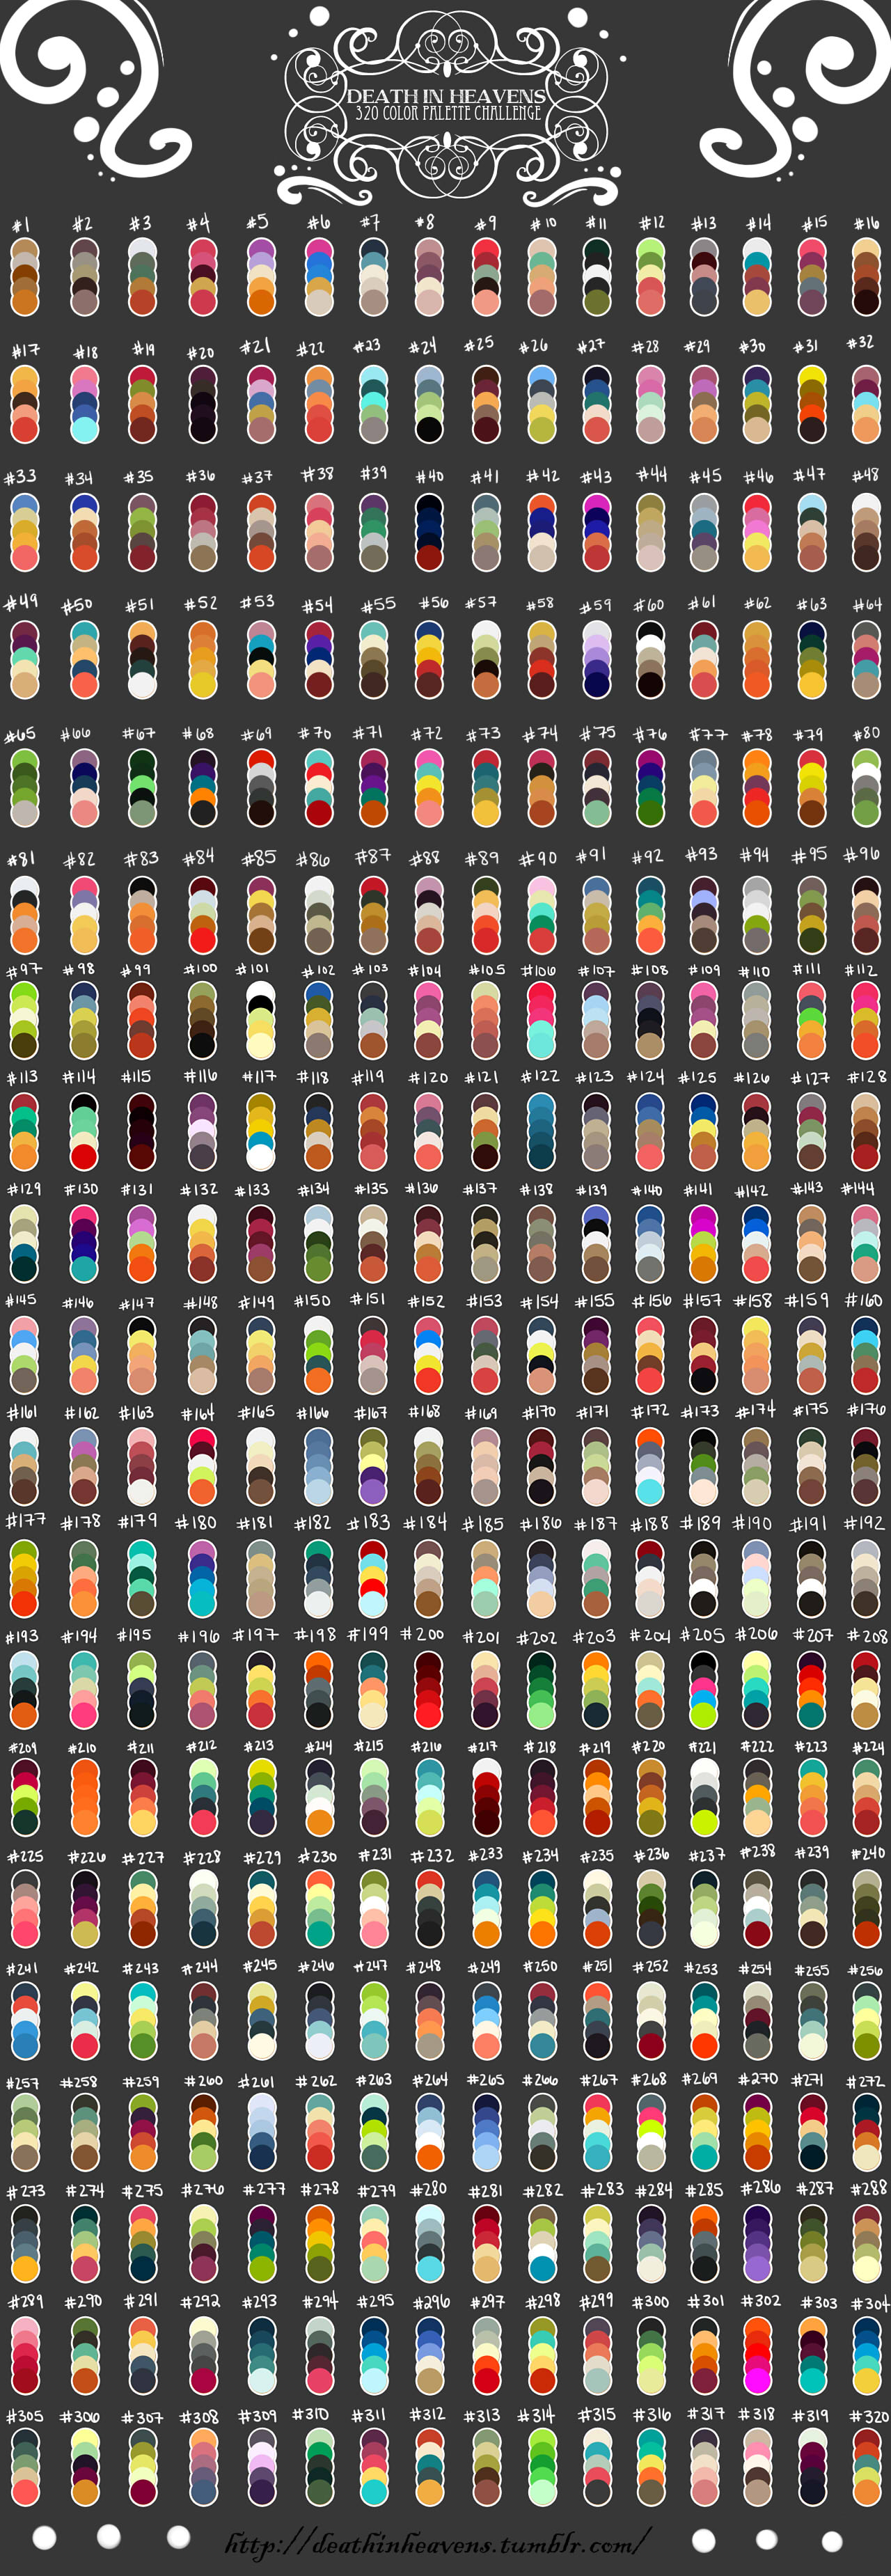 DEATH IN HEAVENS
320 COLOR PALETTE CHALLENGE
#1 #2 #3 #4 #5 #6 #7 #8 #9 #10 #11 #12 #13 #14 #15 #16
#17 #18 #19 #20 #21 #22 #23 #24 #25 #26 #27 #28 #29 #30 #31 #32
#33 #34 #35 #36 #37 #38 #39 #40 #41 #42 #43 #44 #45 #46 #47 #48
#49 #50 #51 #52 #53 #54 #55 #56 #57 #58 #59 #60 #61 #62 #63 #64
#65 #66 #67 #68 #69 #70 #71 #72 #73 #74 #75 #76 #77 #78 #79 #80
#81 #82 #83 #84 #85 #86 #87 #88 #89 #90 #91 #92 #93 #94 #95 #96
#97 #98 #99 #100 #101 #102 #103 #104 #105 #106 #107 #108 #109 #110 #111 #112
#113 #114 #115 #116 #117 #118 #119 #120 #121 #122 #123 #124 #125 #126 #127 #128
#129 #130 #131 #132 #133 #134 #135 #136 #137 #138 #139 #140 #141 #142 #143 #144
#145 #146 #147 #148 #149 #150 #151 #152 #153 #154 #155 #156 #157 #158 #159 #160
#161 #162 #163 #164 #165 #166 #167 #168 #169 #170 #171 #172 #173 #174 #175 #176
#177 #178 #179 #180 #181 #182 #183 #184 #185 #186 #187 #188 #189 #190 #191 #192
#193 #194 #195 #196 #197 #198 #199 #200 #201 #202 #203 #204 #205 #206 #207 #208
#209 #210 #211 #212 #213 #214 #215 #216 #217 #218 #219 #220 #221 #222 #223 #224
#225 #226 #227 #228 #229 #230 #231 #232 #233 #234 #235 #236 #237 #238 #239 #240
#241 #242 #243 #244 #245 #246 #247 #248 #249 #250 #251 #252 #253 #254 #255 #256
#257 #258 #259 #260 #261 #262 #263 #264 #265 #266 #267 #268 #269 #270 #271 #272
#273 #274 #275 #276 #277 #278 #279 #280 #281 #282 #283 #284 #285 #286 #287 #288
#289 #290 #291 #292 #293 #294 #295 #296 #297 #298 #299 #300 #301 #302 #303 #304
#305 #306 #307 #308 #309 #310 #311 #312 #313 #314 #315 #316 #317 #318 #319 #320
http://deathinheavens.tumblr.com/